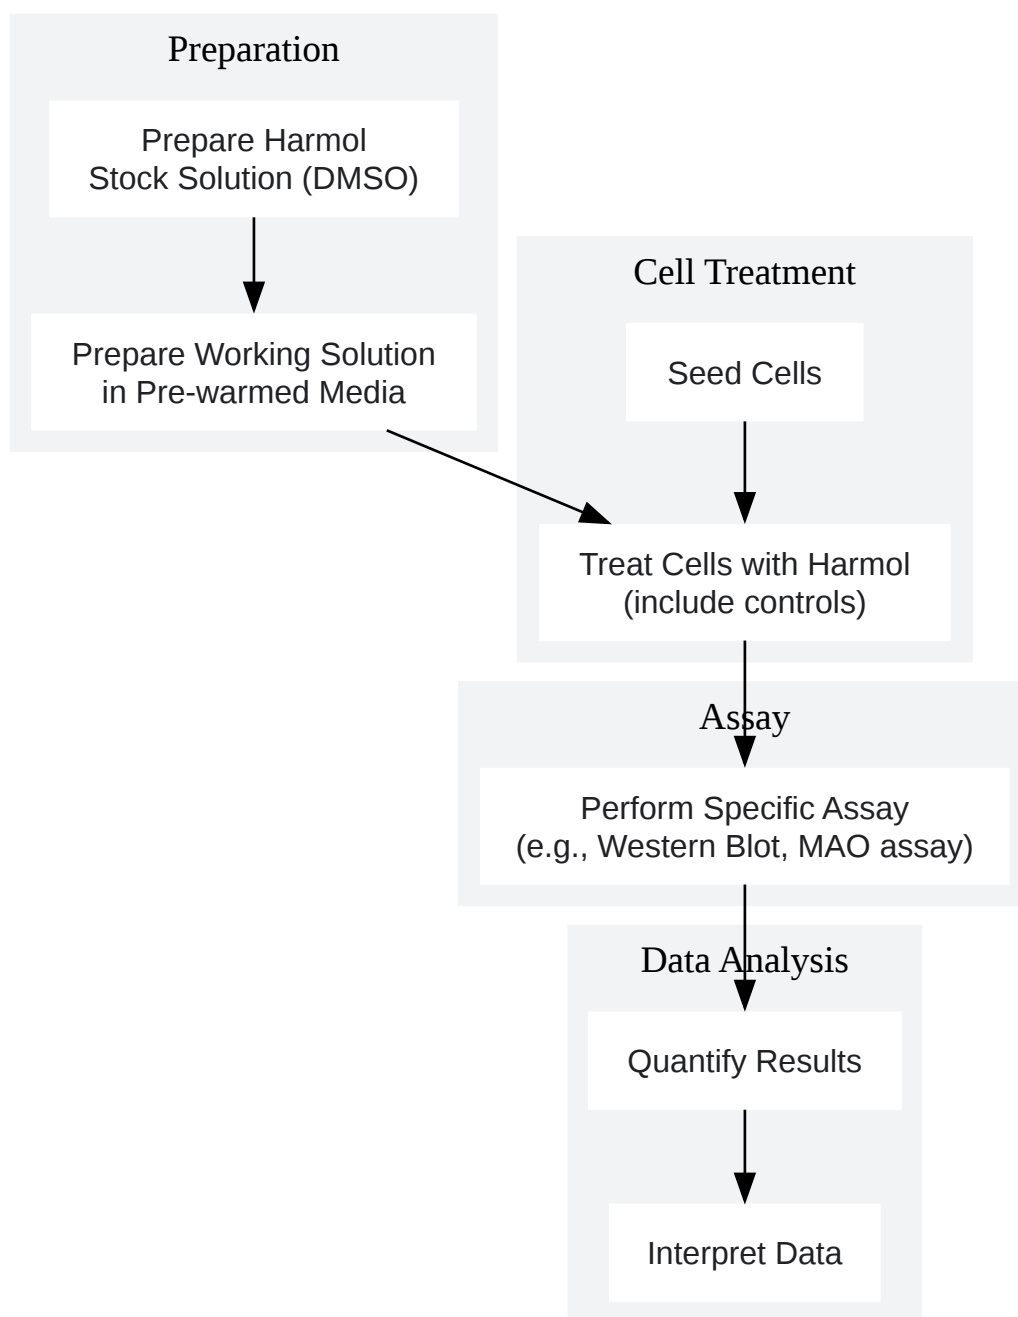 Preparation
Prepare Harmol
Stock Solution (DMSO)
Prepare Working Solution
in Pre-warmed Media
Cell Treatment
Seed Cells
Treat Cells with Harmol
(include controls)
Assay
Perform Specific Assay
(e.g., Western Blot, MAO assay)
Data Analysis
Quantify Results
Interpret Data